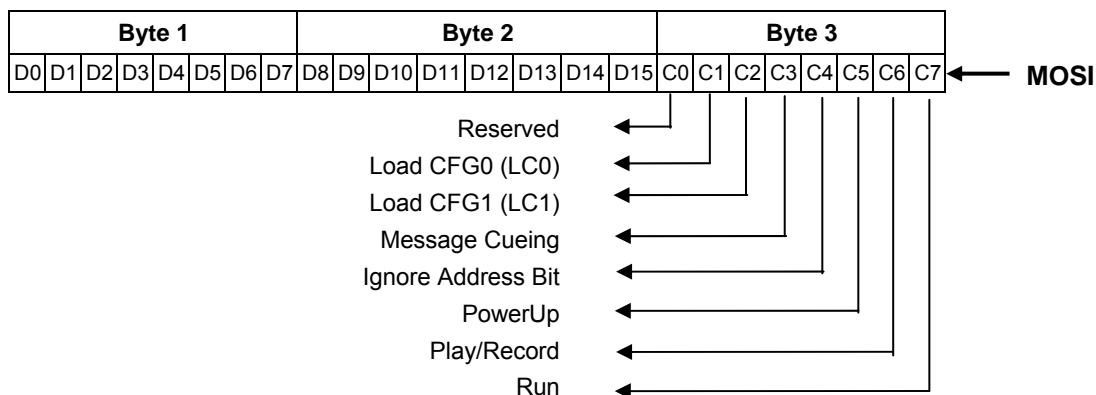 Byte 1 Byte 2 Byte 3
D0 D1 D2 D3 D4 D5 D6 D7 D8 D9 D10 D11 D12 D13 D14 D15 C0 C1 C2 C3 C4 C5 C6 C7 MOSI
Reserved
Load CFG0 (LC0)
Load CFG1 (LC1)
Message Cueing
Ignore Address Bit
PowerUp
Play/Record
Run